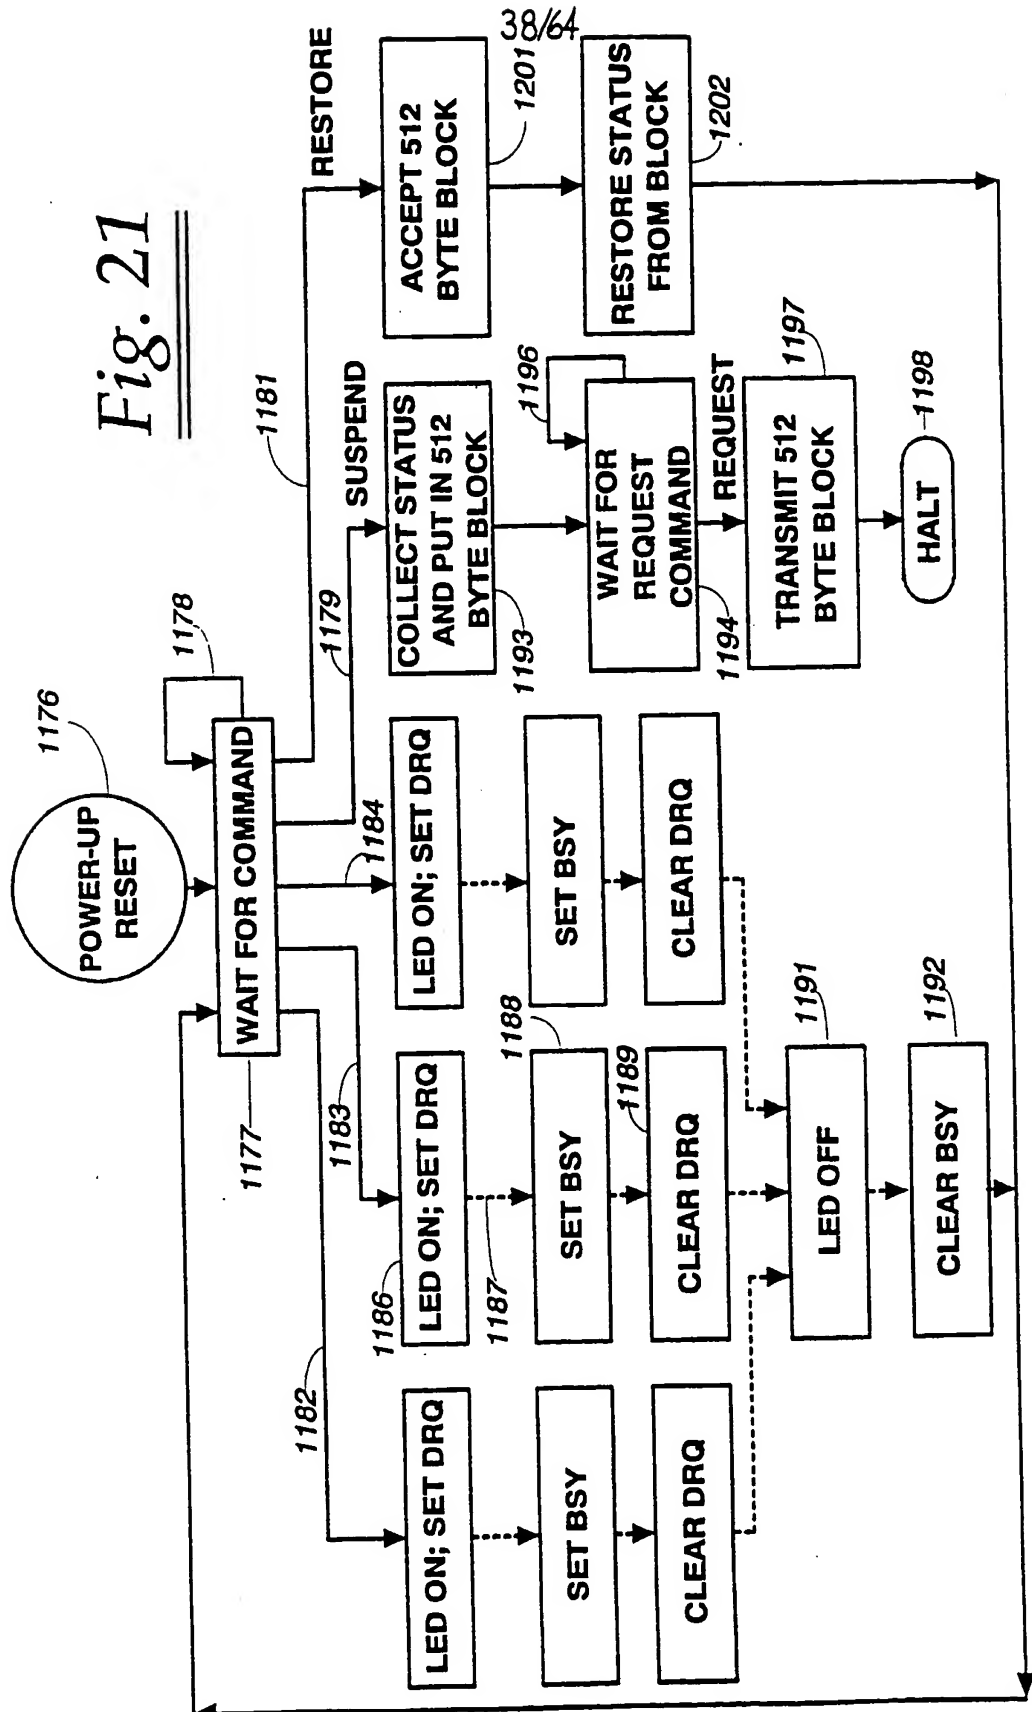 38/64
Fig. 21
POWER-UP
RESET
1176
WAIT FOR COMMAND
1177
1178
1182
1183
1184
1179
1181
SUSPEND
RESTORE
LED ON; SET DRQ
SET BSY
CLEAR DRQ
1186
LED ON; SET DRQ
1187
SET BSY
1188
CLEAR DRQ
1189
LED ON; SET DRQ
SET BSY
CLEAR DRQ
LED OFF
1191
CLEAR BSY
1192
COLLECT STATUS
AND PUT IN 512
BYTE BLOCK
1193
WAIT FOR
REQUEST
COMMAND
1194
1196
REQUEST
TRANSMIT 512
BYTE BLOCK
1197
HALT
1198
ACCEPT 512
BYTE BLOCK
1201
RESTORE STATUS
FROM BLOCK
1202